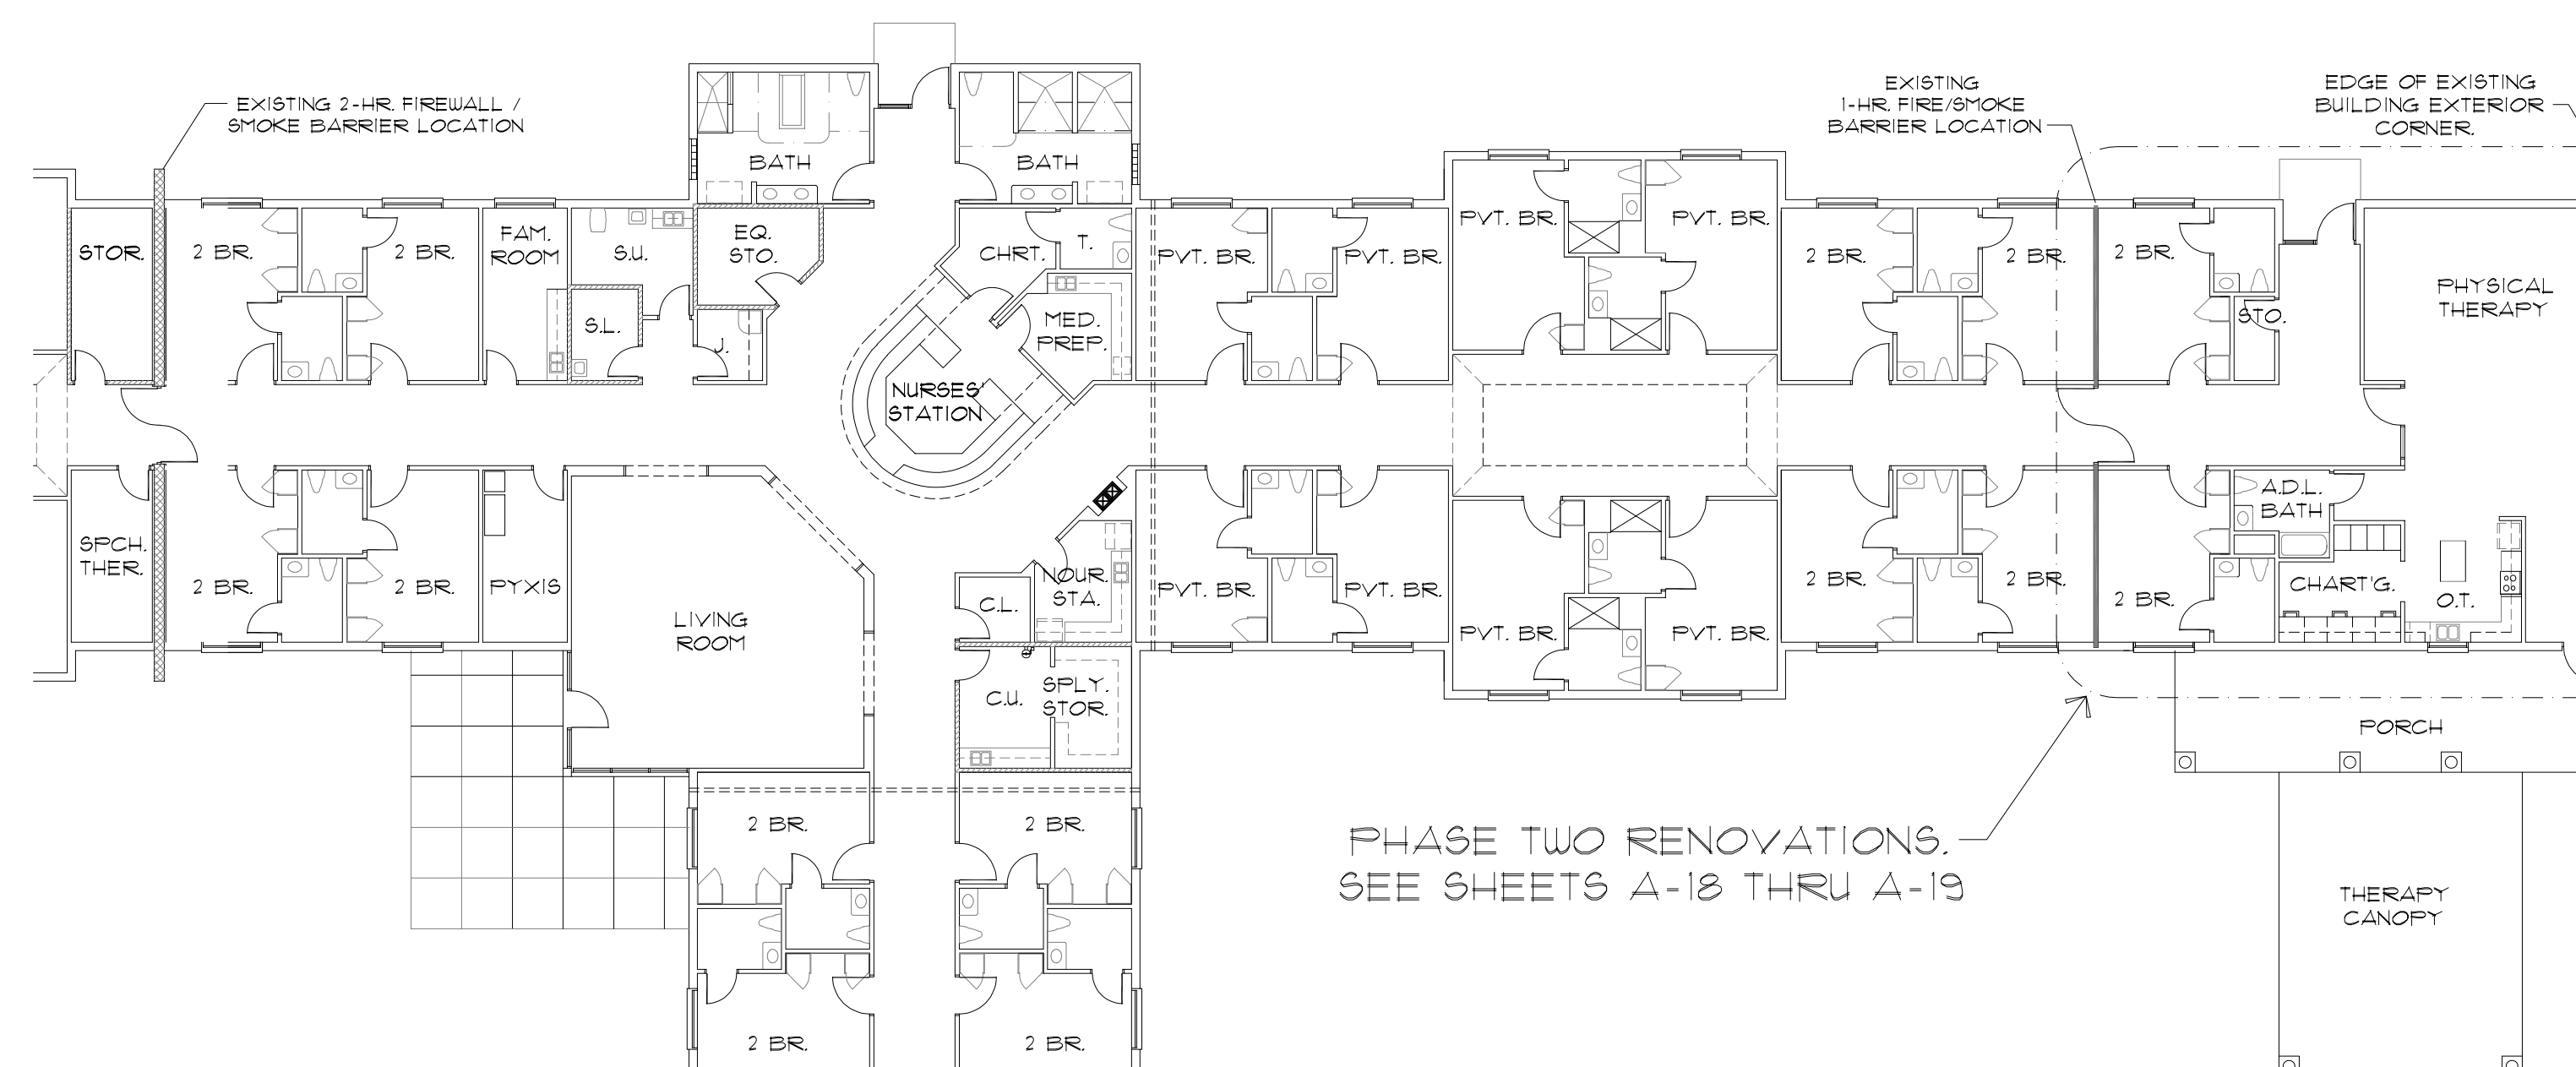 EXISTING 2-HR. FIREWALL /
SMOKE BARRIER LOCATION
EXISTING
1-HR. FIRE/SMOKE
BARRIER LOCATION
EDGE OF EXISTING
BUILDING EXTERIOR
CORNER.
BATH
BATH
STOR.
2 BR.
2 BR.
FAM.
ROOM
S.U.
EQ.
STO.
CHRT.
T.
PVT. BR.
PVT. BR.
PVT. BR.
PVT. BR.
2 BR.
2 BR.
2 BR.
STO.
PHYSICAL
THERAPY
S.L.
J.
MED.
PREP.
NURSES'
STATION
SPCH.
THER.
2 BR.
2 BR.
PYXIS
LIVING
ROOM
C.L.
NOUR.
STA.
PVT. BR.
PVT. BR.
PVT. BR.
PVT. BR.
2 BR.
2 BR.
2 BR.
A.D.L.
BATH
CHART'G.
O.T.
C.U.
SPLY.
STOR.
PORCH
2 BR.
2 BR.
PHASE TWO RENOVATIONS.
SEE SHEETS A-18 THRU A-19
THERAPY
CANOPY
2 BR.
2 BR.